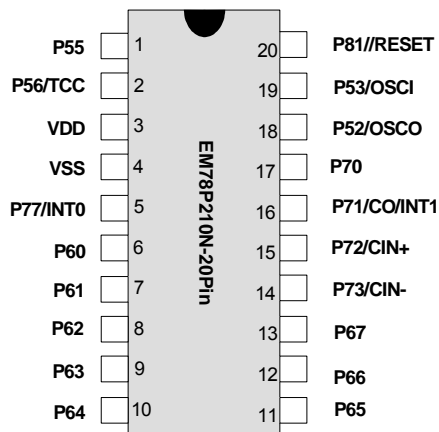 P55 1 20 P81//RESET
P56/TCC 2 19 P53/OSCI
VDD 3 18 P52/OSCO
VSS 4 17 P70
P77/INT0 5 16 P71/CO/INT1
P60 6 15 P72/CIN+
P61 7 14 P73/CIN-
P62 8 13 P67
P63 9 12 P66
P64 10 11 P65
EM78P210N-20Pin